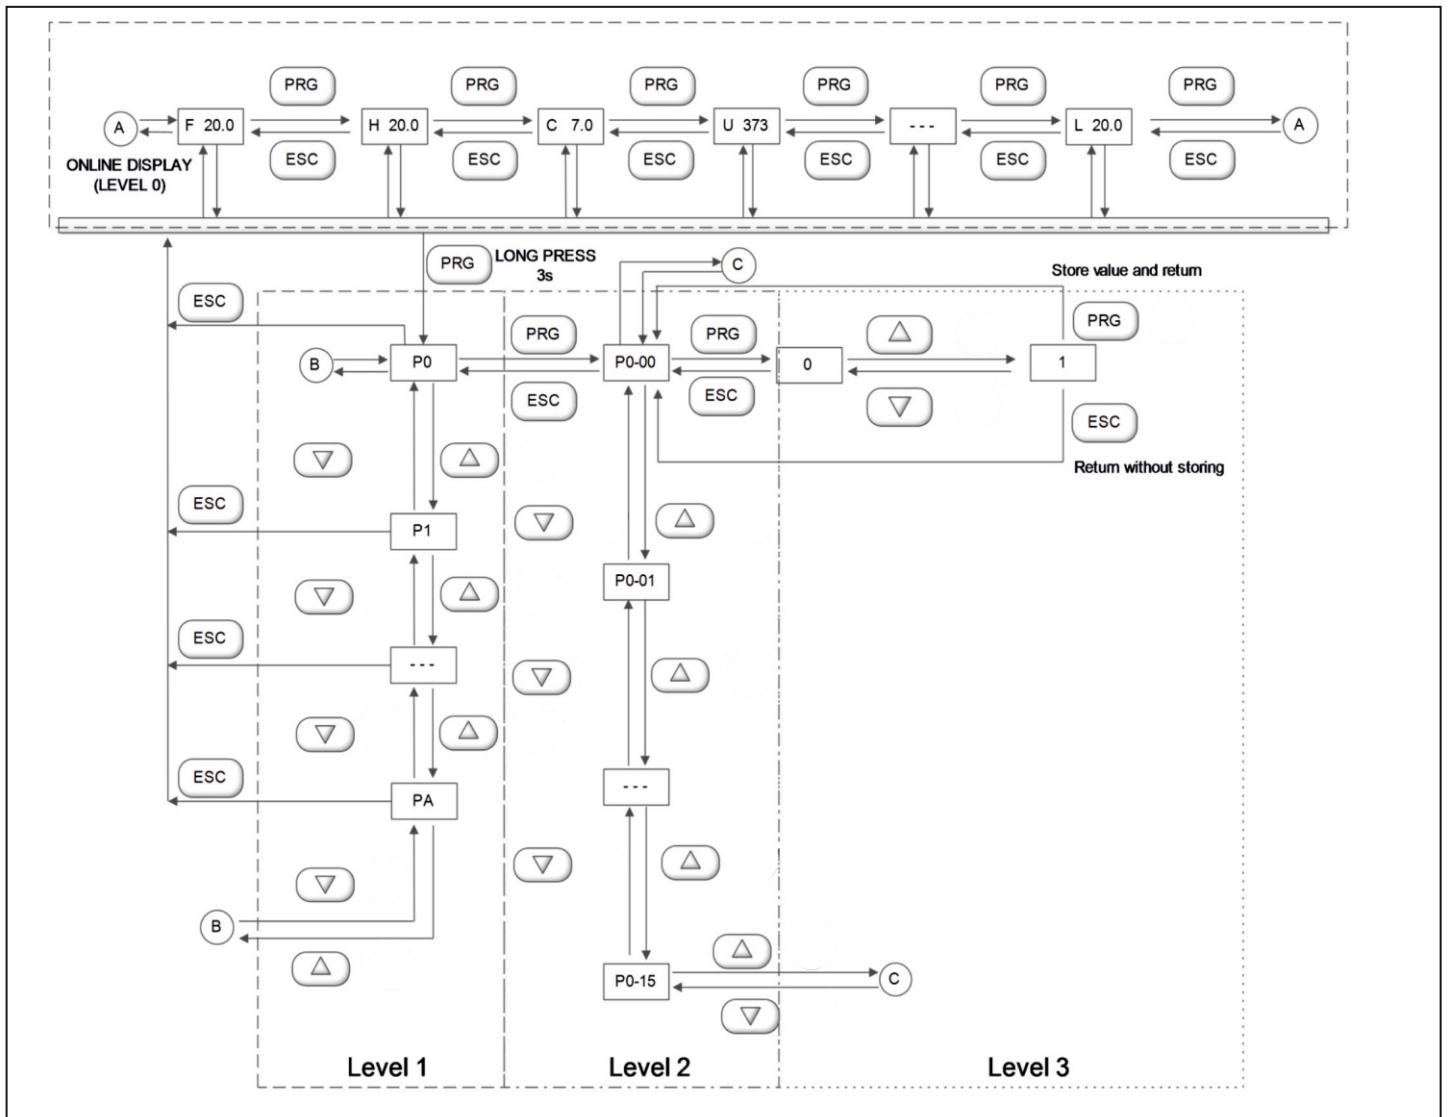 PRG PRG PRG PRG PRG PRG
A F 20.0 H 20.0 C 7.0 U 373 - - - L 20.0 A
ESC ESC ESC ESC ESC ESC
ONLINE DISPLAY
(LEVEL 0)
PRG LONG PRESS
3s
C
Store value and return
ESC
PRG PRG PRG
B P0 P0-00 0 1
ESC ESC ESC
Return without storing
ESC
P1
P0-01
ESC
- - -
ESC
- - -
PA
B
P0-15 C
Level 1 Level 2 Level 3